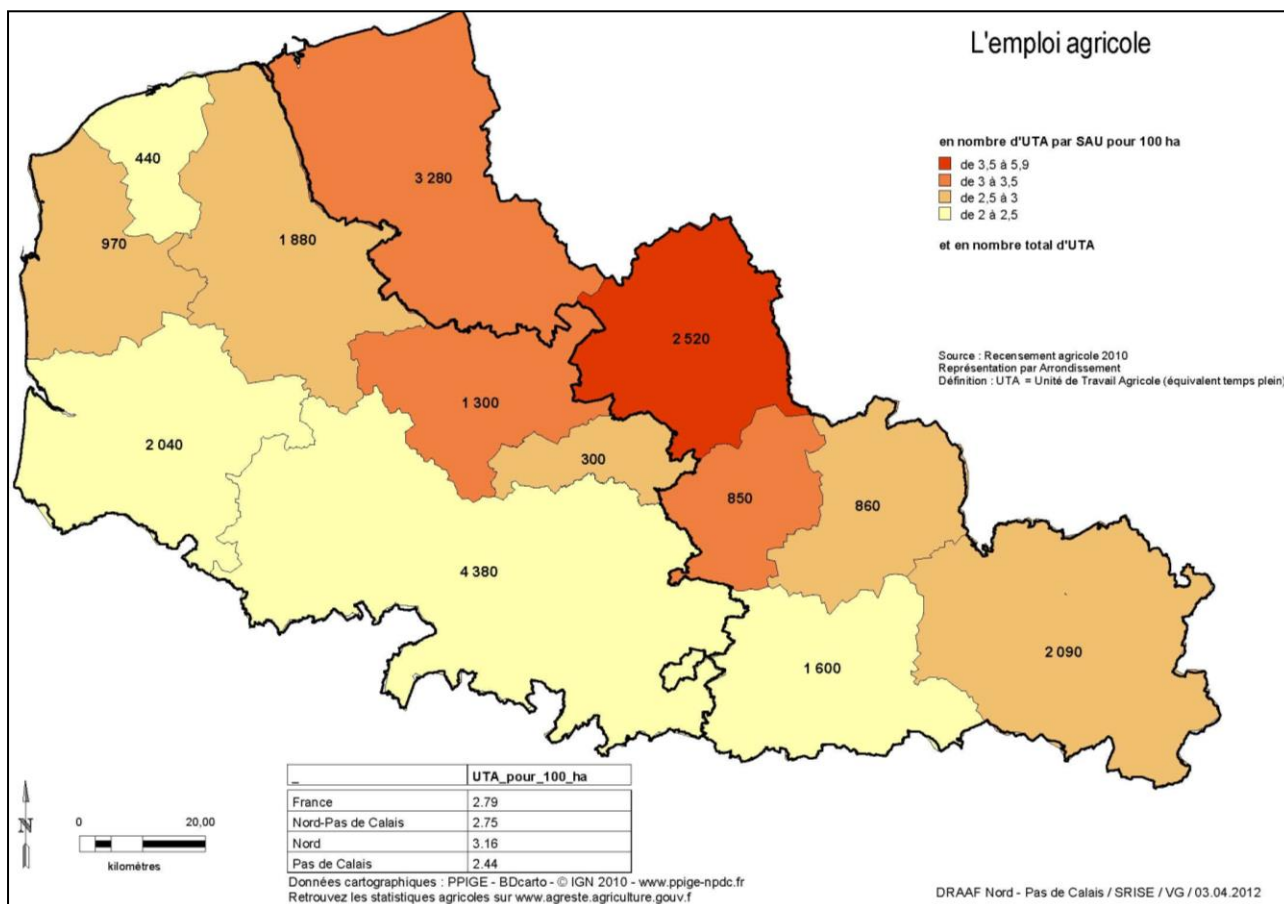 L'emploi agricole
en nombre d'UTA par SAU pour 100 ha
de 3,5 à 5,9
de 3 à 3,5
de 2,5 à 3
de 2 à 2,5
et en nombre total d'UTA
Source : Recensement agricole 2010
Représentation par Arrondissement
Définition : UTA = Unité de Travail Agricole (équivalent temps plein)
440
3 280
970
1 880
2 520
1 300
2 040
300
850
860
4 380
1 600
2 090
_ UTA_pour_100_ha
France 2.79
Nord-Pas de Calais 2.75
Nord 3.16
Pas de Calais 2.44
N
0 20,00
kilomètres
Données cartographiques : PPIGE - BDcarto - © IGN 2010 - www.ppige-npdc.fr
Retrouvez les statistiques agricoles sur www.agreste.agriculture.gouv.f
DRAAF Nord - Pas de Calais / SRISE / VG / 03.04.2012